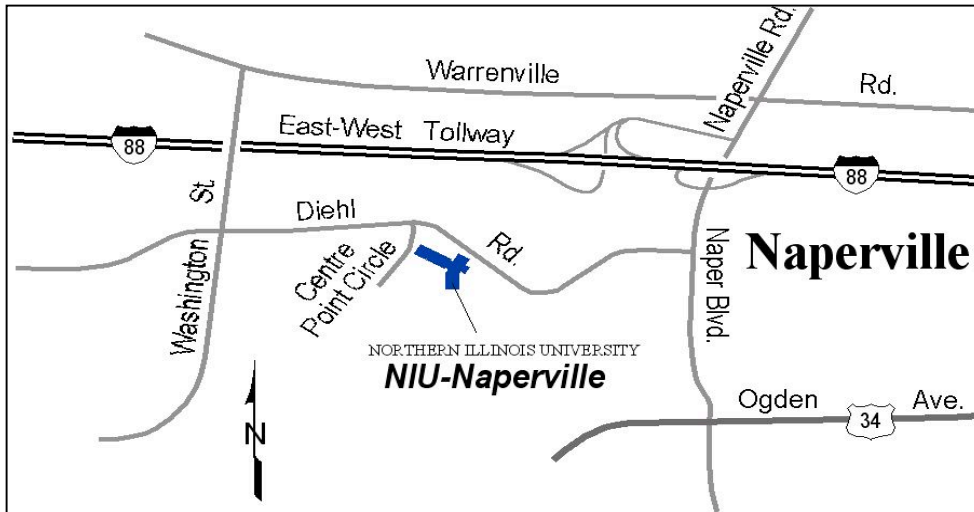 Naperville Rd.
Warrenville Rd.
East-West Tollway
88
88
Washington St
Diehl Rd.
Centre
Point Circle
Naper Blvd.
Naperville
NORTHERN ILLINOIS UNIVERSITY
NIU-Naperville
Ogden Ave.
34
N